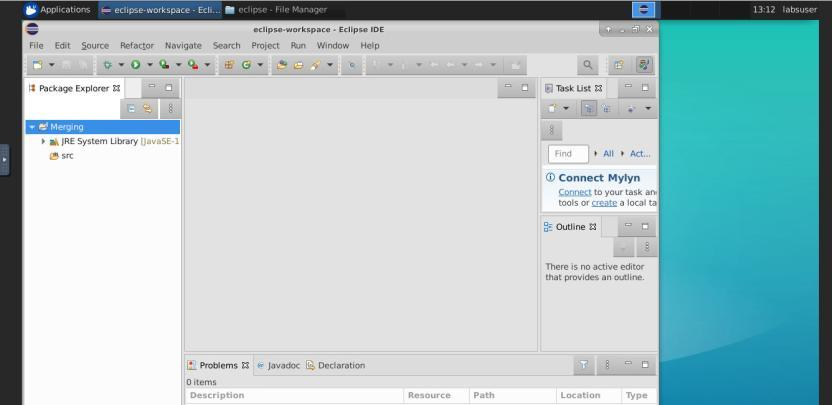 Applications eclipse-workspace - Ecli... eclipse - File Manager 13:12 labsuser
eclipse-workspace - Eclipse IDE
File Edit Source Refactor Navigate Search Project Run Window Help
Package Explorer Task List
Merging
JRE System Library [JavaSE-1
src
Find All Act...
Connect Mylyn
Connect to your task an
tools or create a local ta
Outline
There is no active editor
that provides an outline.
Problems Javadoc Declaration
0 items
Description Resource Path Location Type